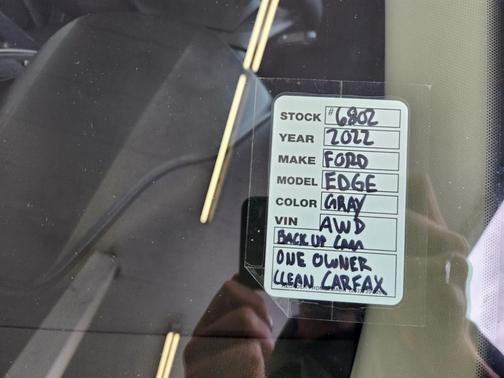 STOCK #6802
YEAR 2022
MAKE FORD
MODEL EDGE
COLOR GRAY
VIN AWD
BACK UP CAM
ONE OWNER
CLEAN CARFAX